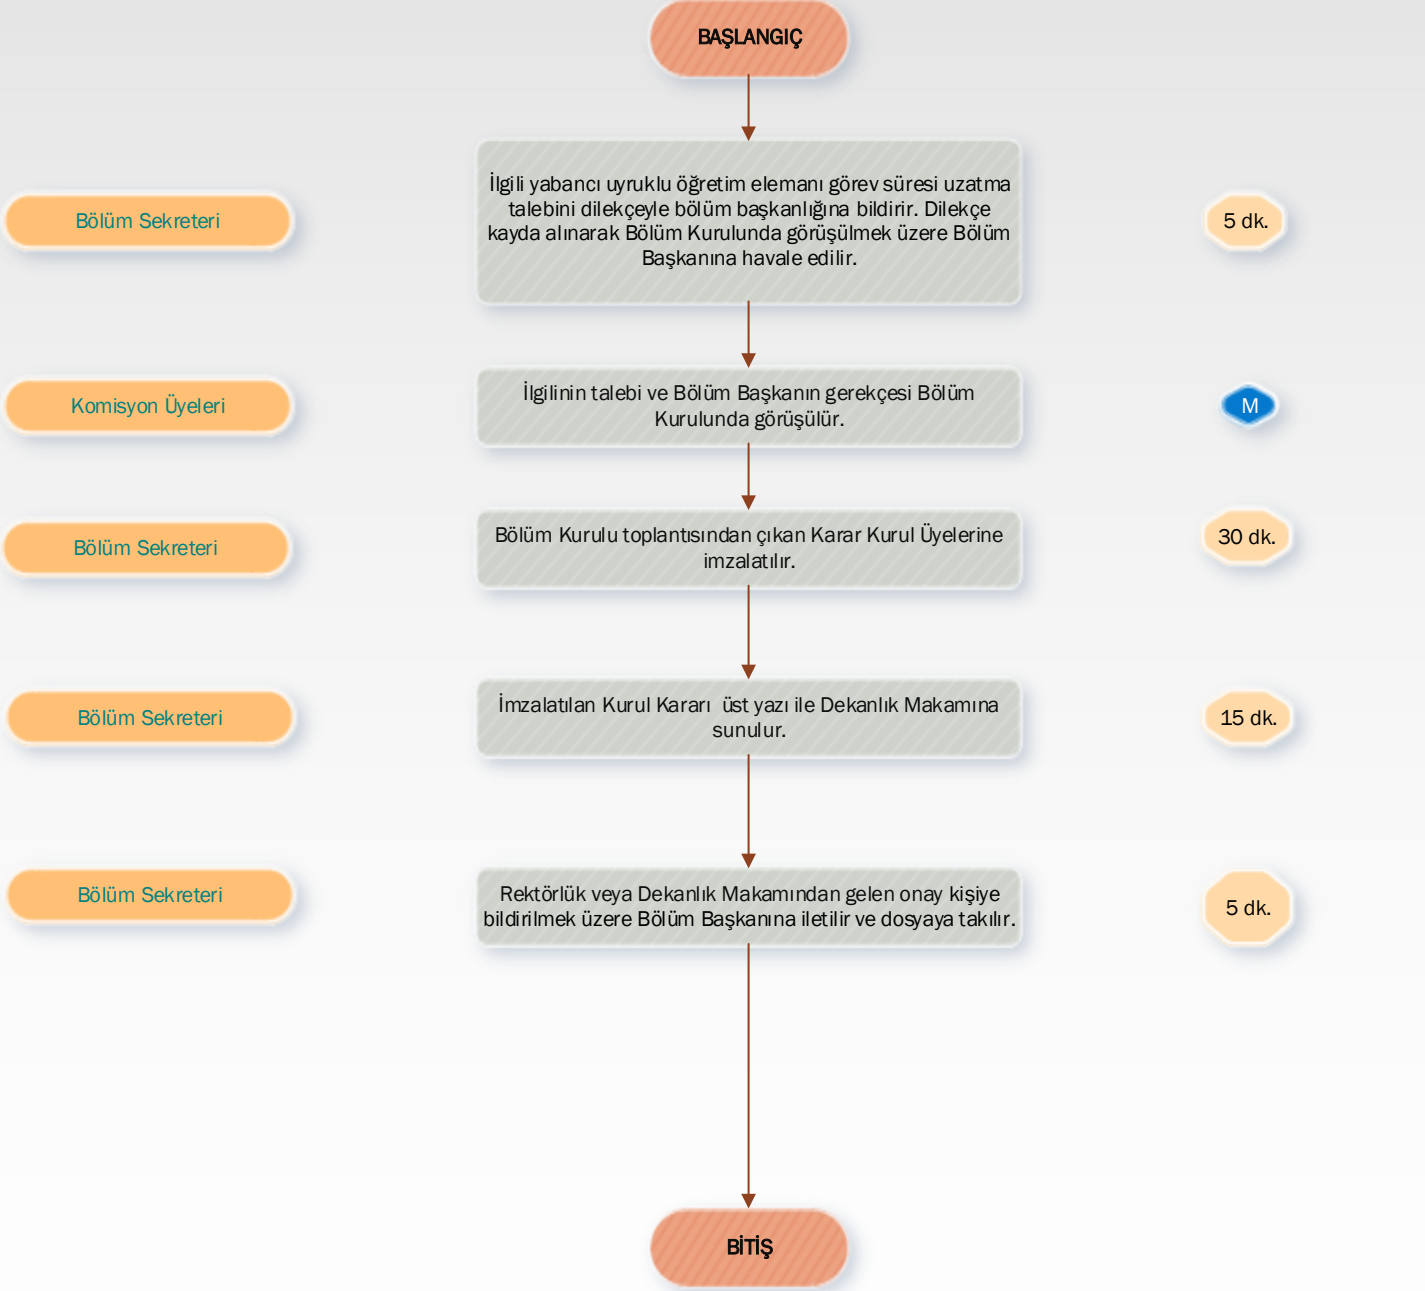 BAŞLANGIÇ
Bölüm Sekreteri
İlgili yabancı uyruklu öğretim elemanı görev süresi uzatma
talebini dilekçeyle bölüm başkanlığına bildirir. Dilekçe
kayda alınarak Bölüm Kurulunda görüşülmek üzere Bölüm
Başkanına havale edilir.
5 dk.
Komisyon Üyeleri
İlgilinin talebi ve Bölüm Başkanın gerekçesi Bölüm
Kurulunda görüşülür.
M
Bölüm Sekreteri
Bölüm Kurulu toplantısından çıkan Karar Kurul Üyelerine
imzalatılır.
30 dk.
Bölüm Sekreteri
İmzalatılan Kurul Kararı  üst yazı ile Dekanlık Makamına
sunulur.
15 dk.
Bölüm Sekreteri
Rektörlük veya Dekanlık Makamından gelen onay kişiye
bildirilmek üzere Bölüm Başkanına iletilir ve dosyaya takılır.
5 dk.
BİTİŞ